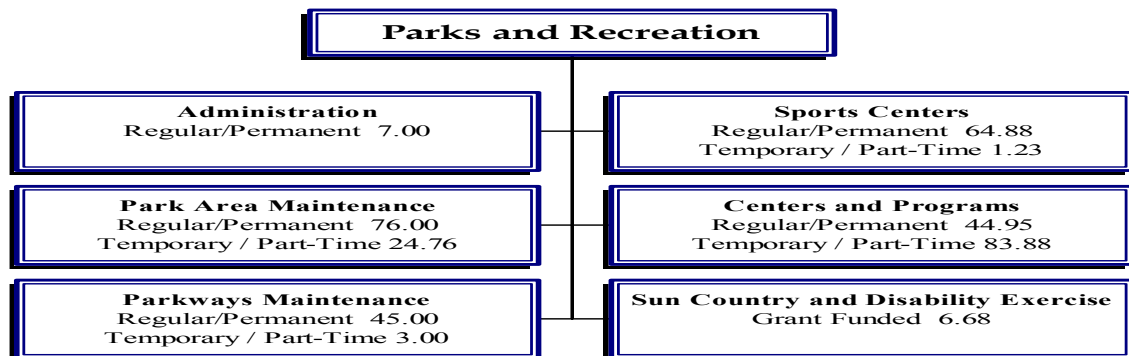 Parks and Recreation
Administration
Regular/Permanent 7.00
Sports Centers
Regular/Permanent 64.88
Temporary / Part-Time 1.23
Park Area Maintenance
Regular/Permanent 76.00
Temporary / Part-Time 24.76
Centers and Programs
Regular/Permanent 44.95
Temporary / Part-Time 83.88
Parkways Maintenance
Regular/Permanent 45.00
Temporary / Part-Time 3.00
Sun Country and Disability Exercise
Grant Funded 6.68